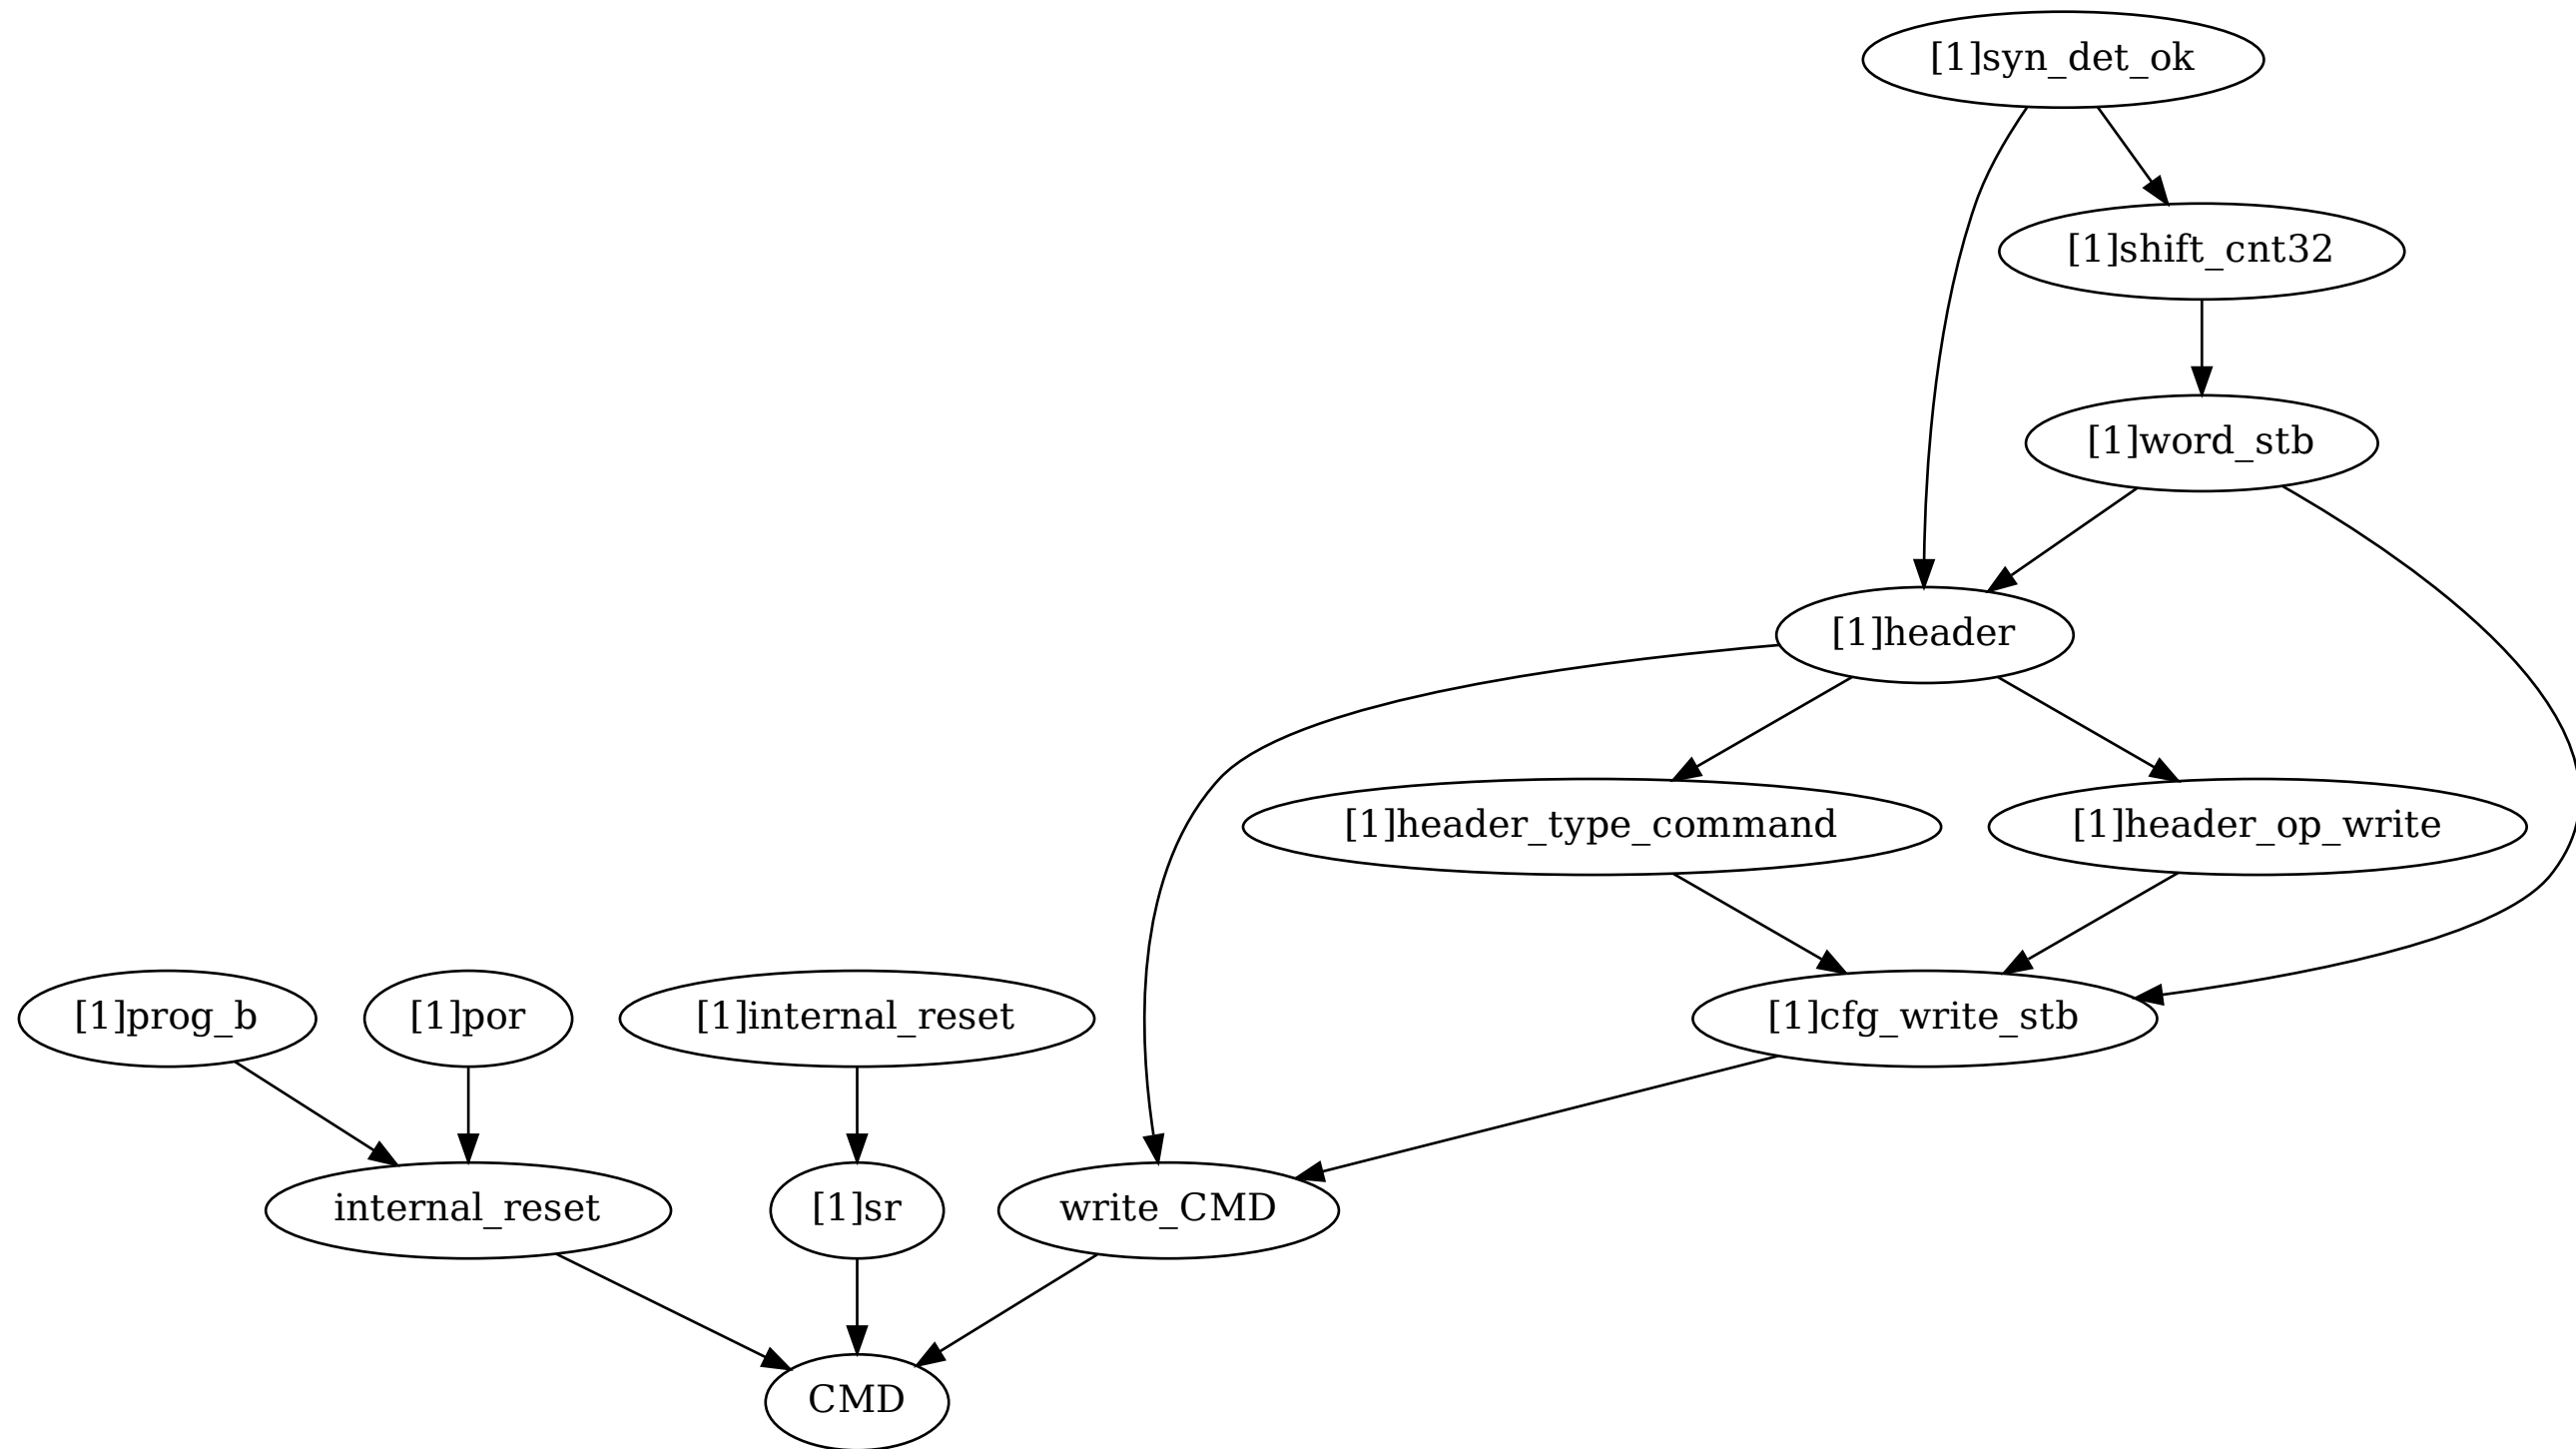 [1]syn_det_ok
[1]shift_cnt32
[1]word_stb
[1]header
[1]header_type_command
[1]header_op_write
[1]prog_b
[1]por
[1]internal_reset
[1]cfg_write_stb
internal_reset
[1]sr
write_CMD
CMD